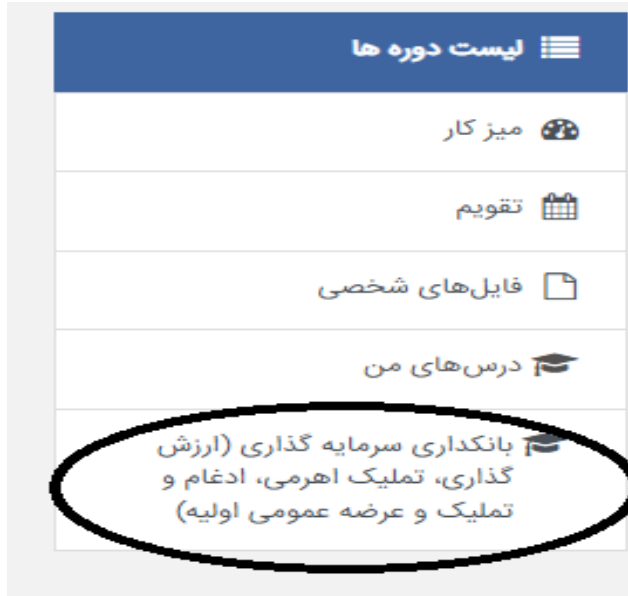 لیست دوره ها
میز کار
تقویم
فایل‌های شخصی
درس‌های من
بانکداری سرمایه گذاری (ارزش
گذاری، تملیک اهرمی، ادغام و
تملیک و عرضه عمومی اولیه)